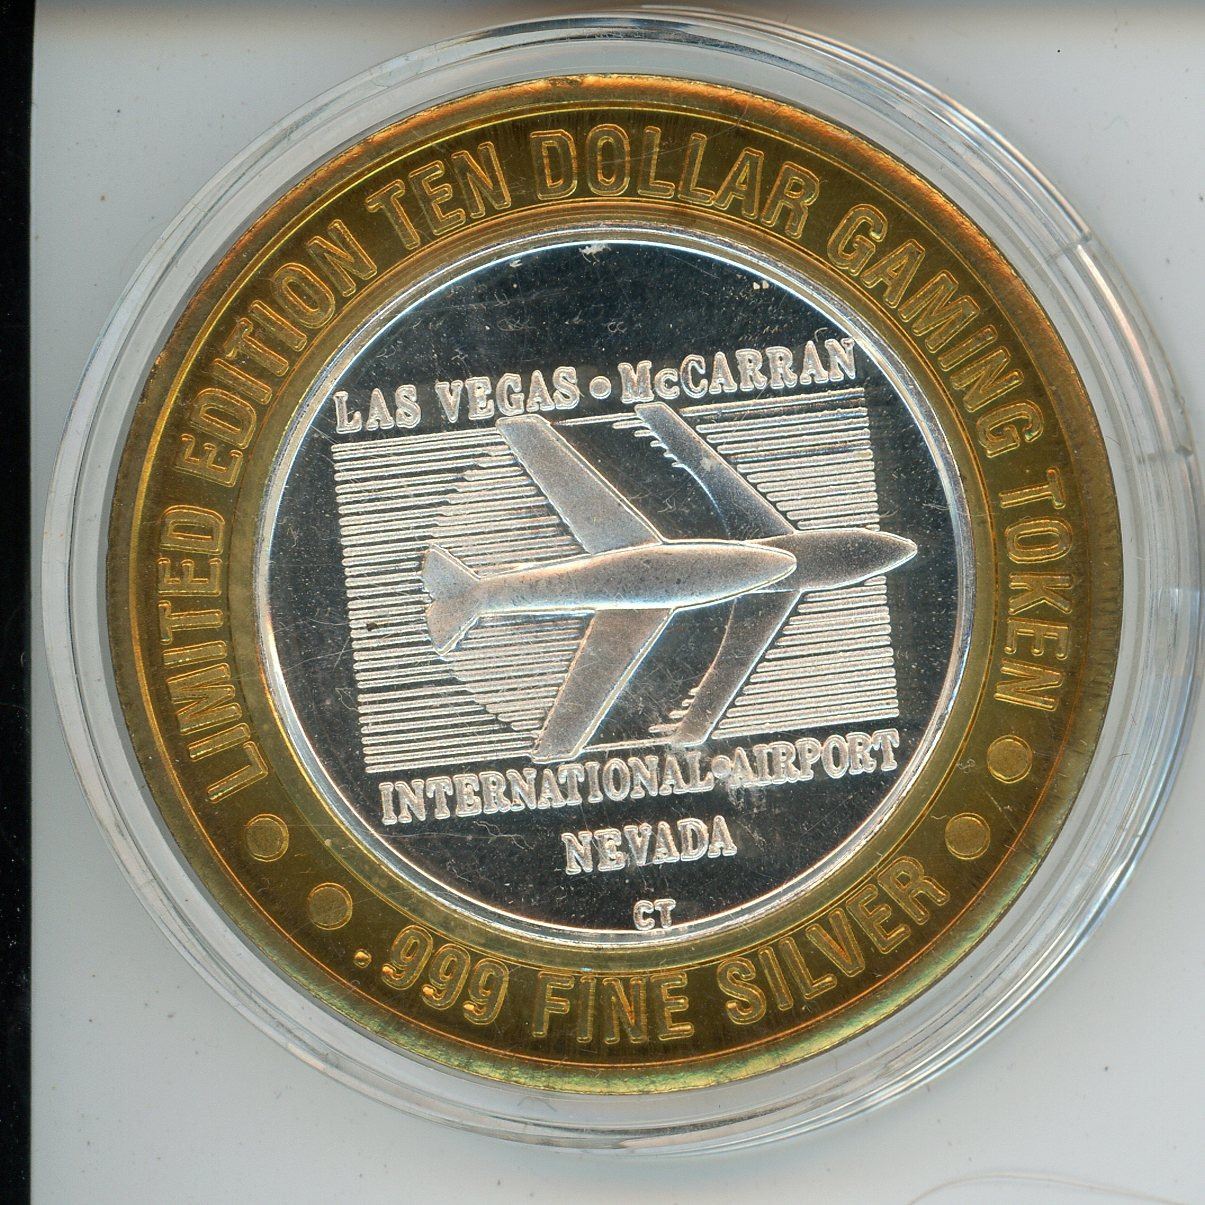 LIMITED EDITION TEN DOLLAR GAMING TOKEN
LAS VEGAS • McCARRAN
INTERNATIONAL • AIRPORT
NEVADA
CT
.999 FINE SILVER